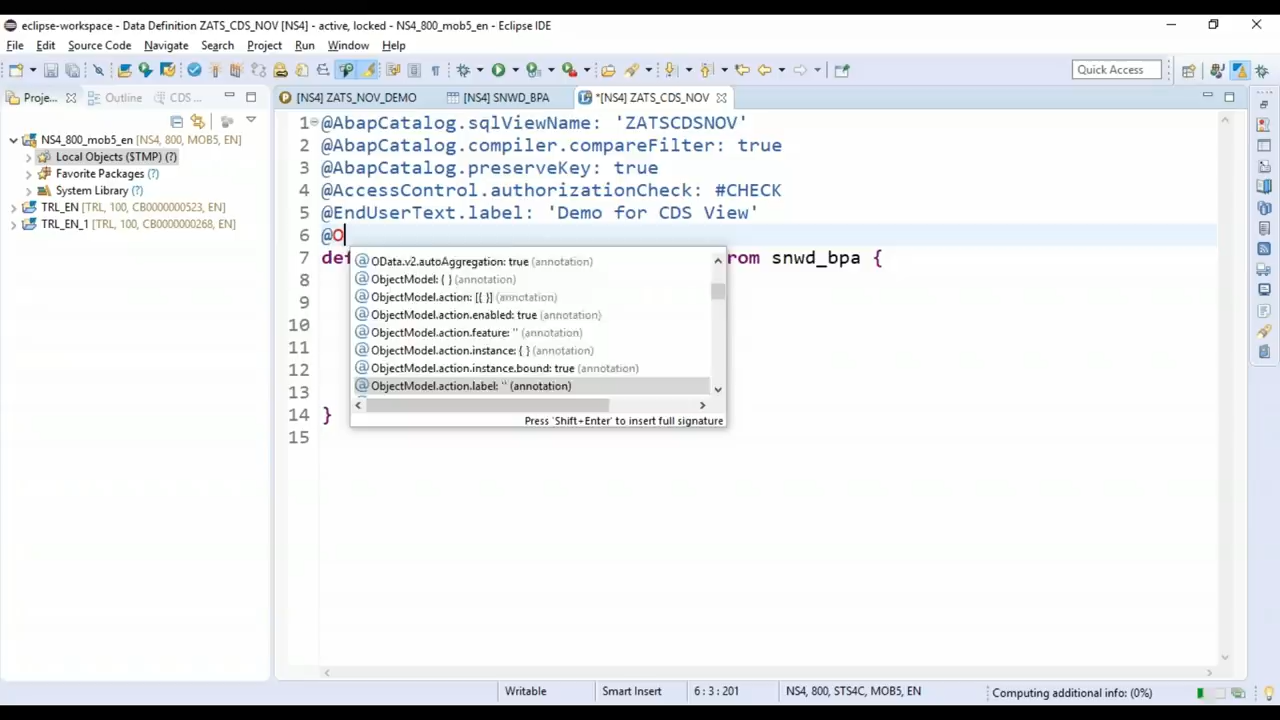 eclipse-workspace - Data Definition ZATS_CDS_NOV [NS4] - active, locked - NS4_800_mob5_en - Eclipse IDE
File Edit Source Code Navigate Search Project Run Window Help
Quick Access
Proje... Outline CDS ...
[NS4] ZATS_NOV_DEMO [NS4] SNWD_BPA *[NS4] ZATS_CDS_NOV
NS4_800_mob5_en [NS4, 800, MOB5, EN]
Local Objects ($TMP) (?)
Favorite Packages (?)
System Library (?)
TRL_EN [TRL, 100, CB0000000523, EN]
TRL_EN_1 [TRL, 100, CB0000000268, EN]
1 @AbapCatalog.sqlViewName: 'ZATSCDSNOV'
2 @AbapCatalog.compiler.compareFilter: true
3 @AbapCatalog.preserveKey: true
4 @AccessControl.authorizationCheck: #CHECK
5 @EndUserText.label: 'Demo for CDS View'
6 @O
7 def rom snwd_bpa {
8
9
10
11
12
13
14 }
15
@ OData.v2.autoAggregation: true (annotation)
@ ObjectModel: { } (annotation)
@ ObjectModel.action: [{ }] (annotation)
@ ObjectModel.action.enabled: true (annotation)
@ ObjectModel.action.feature: '' (annotation)
@ ObjectModel.action.instance: { } (annotation)
@ ObjectModel.action.instance.bound: true (annotation)
@ ObjectModel.action.label: '' (annotation)
Press 'Shift+Enter' to insert full signature
Writable Smart Insert 6 : 3 : 201 NS4, 800, STS4C, MOB5, EN Computing additional info: (0%)